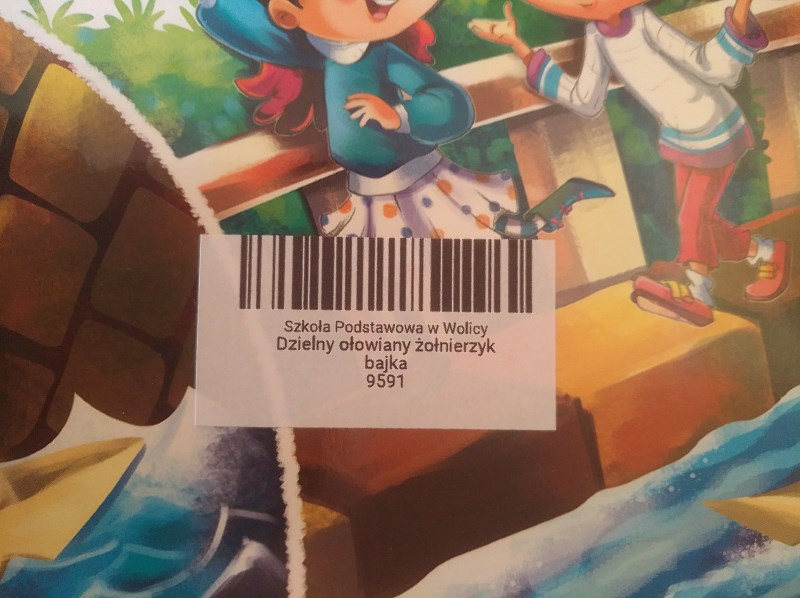 Szkoła Podstawowa w Wolicy
Dzielny ołowiany żołnierzyk
bajka
9591